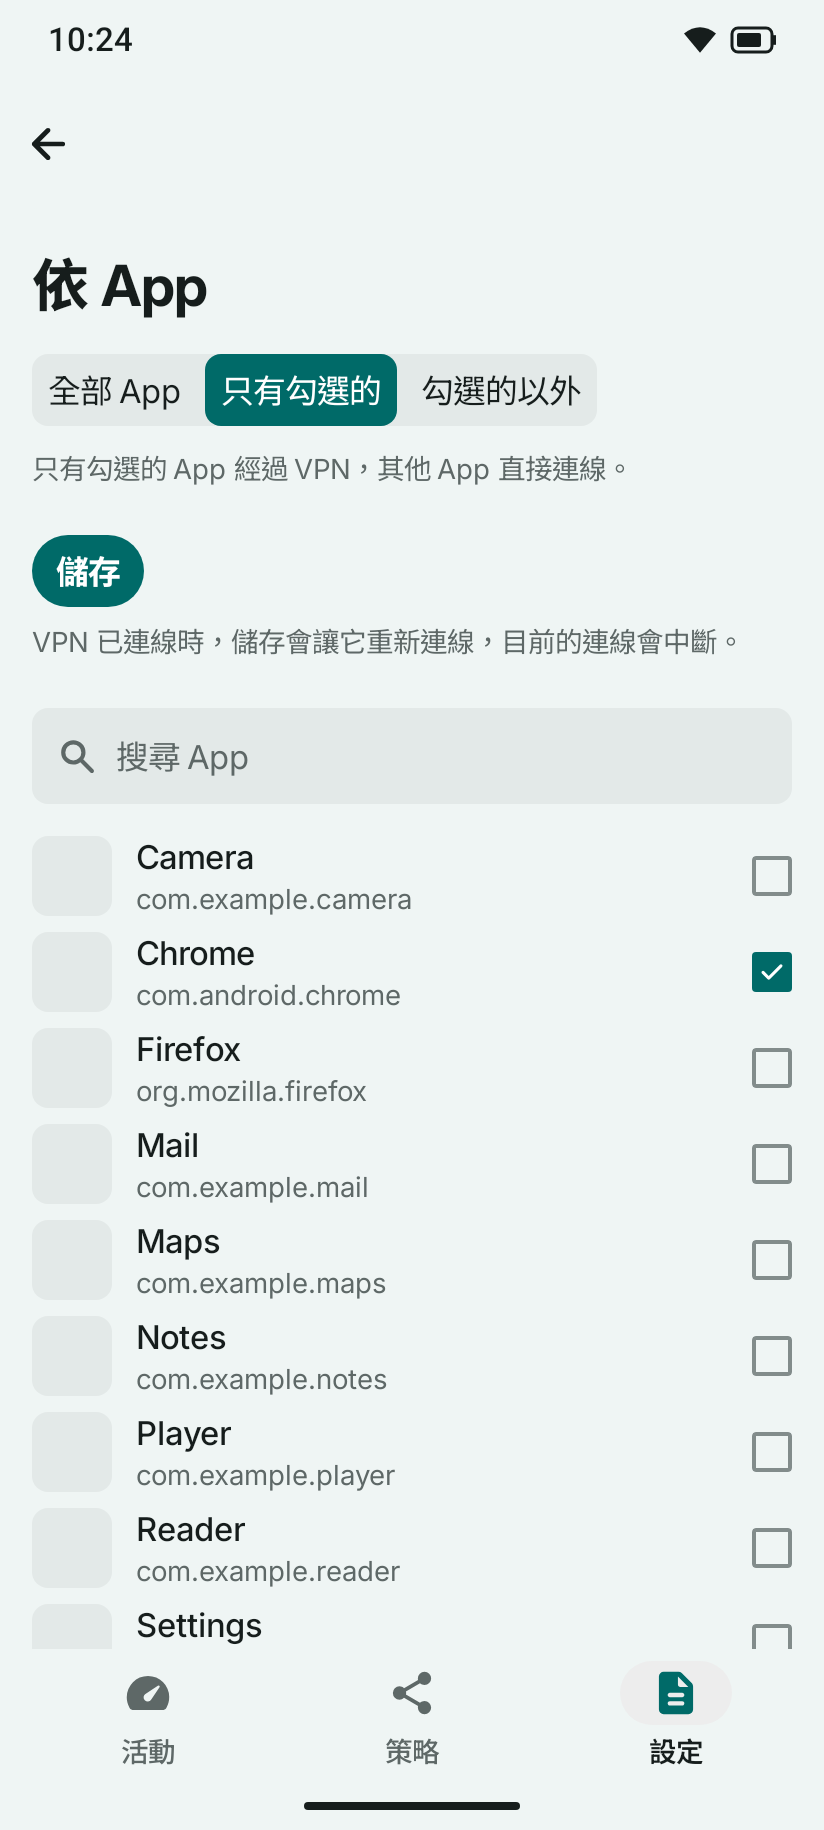 10:24
依 App
全部 App
只有勾選的
勾選的以外
只有勾選的 App 經過 VPN，其他 App 直接連線。
儲存
VPN 已連線時，儲存會讓它重新連線，目前的連線會中斷。
搜尋 App
Camera
com.example.camera
Chrome
com.android.chrome
Firefox
org.mozilla.firefox
Mail
com.example.mail
Maps
com.example.maps
Notes
com.example.notes
Player
com.example.player
Reader
com.example.reader
Settings
活動
策略
設定